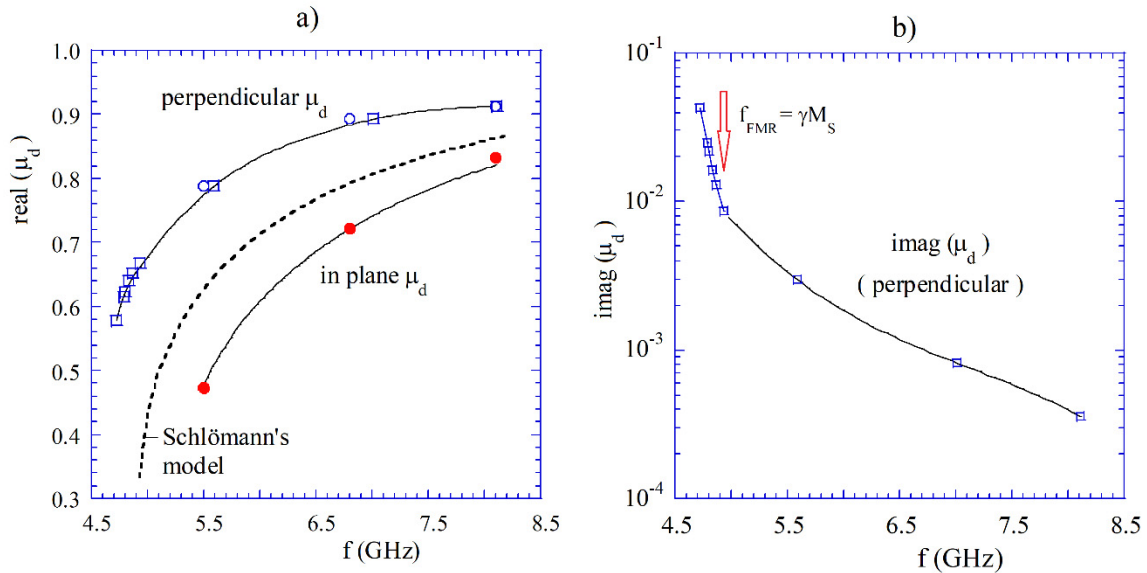 a)
real (μd)
1.0
0.9
0.8
0.7
0.6
0.5
0.4
0.3
perpendicular μd
in plane μd
Schlömann's
model
4.5
5.5
6.5
7.5
8.5
f (GHz)
b)
imag (μd)
10-1
10-2
10-3
10-4
fFMR = γMS
imag (μd)
( perpendicular )
4.5
5.5
6.5
7.5
8.5
f (GHz)